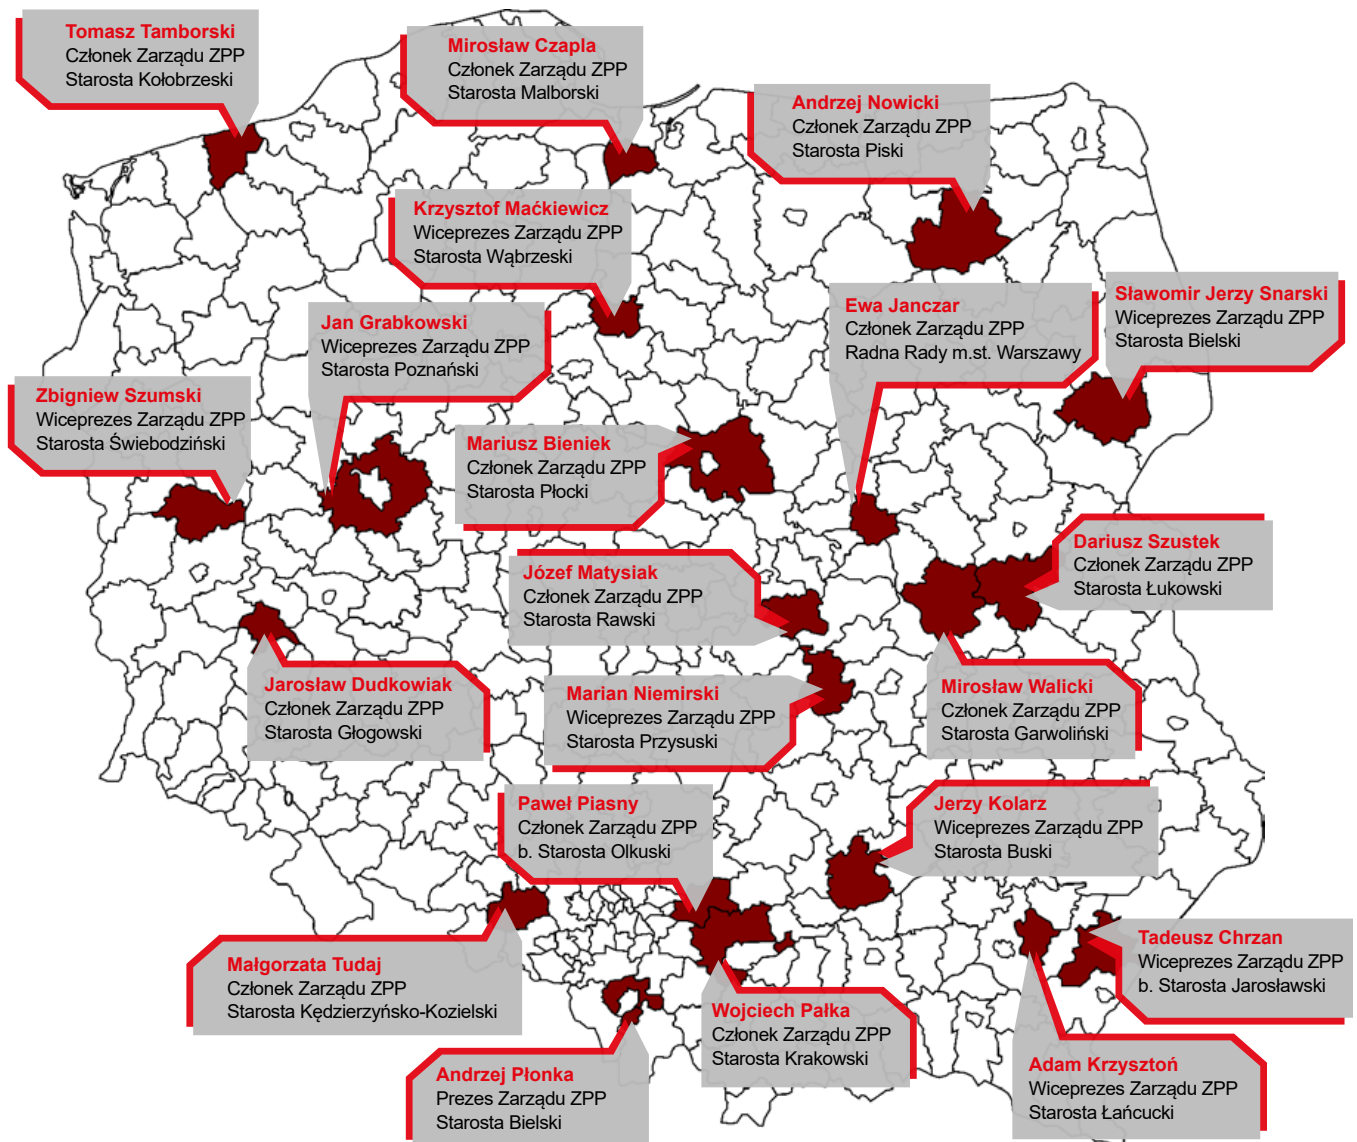 Tomasz Tamborski
Członek Zarządu ZPP
Starosta Kołobrzeski
Mirosław Czapla
Członek Zarządu ZPP
Starosta Malborski
Andrzej Nowicki
Członek Zarządu ZPP
Starosta Piski
Krzysztof Maćkiewicz
Wiceprezes Zarządu ZPP
Starosta Wąbrzeski
Sławomir Jerzy Snarski
Wiceprezes Zarządu ZPP
Starosta Bielski
Ewa Janczar
Członek Zarządu ZPP
Radna Rady m.st. Warszawy
Jan Grabkowski
Wiceprezes Zarządu ZPP
Starosta Poznański
Zbigniew Szumski
Wiceprezes Zarządu ZPP
Starosta Świebodziński
Mariusz Bieniek
Członek Zarządu ZPP
Starosta Płocki
Dariusz Szustek
Członek Zarządu ZPP
Starosta Łukowski
Józef Matysiak
Członek Zarządu ZPP
Starosta Rawski
Jarosław Dudkowiak
Członek Zarządu ZPP
Starosta Głogowski
Marian Niemirski
Wiceprezes Zarządu ZPP
Starosta Przysuski
Mirosław Walicki
Członek Zarządu ZPP
Starosta Garwoliński
Paweł Piasny
Członek Zarządu ZPP
b. Starosta Olkuski
Jerzy Kolarz
Wiceprezes Zarządu ZPP
Starosta Buski
Małgorzata Tudaj
Członek Zarządu ZPP
Starosta Kędzierzyńsko-Kozielski
Tadeusz Chrzan
Wiceprezes Zarządu ZPP
b. Starosta Jarosławski
Wojciech Pałka
Członek Zarządu ZPP
Starosta Krakowski
Andrzej Płonka
Prezes Zarządu ZPP
Starosta Bielski
Adam Krzysztoń
Wiceprezes Zarządu ZPP
Starosta Łańcucki